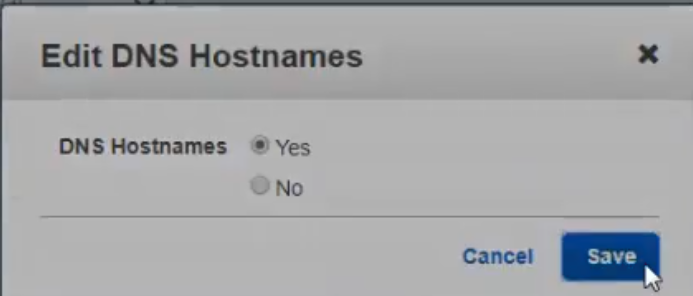 Edit DNS Hostnames
DNS Hostnames Yes
No
Cancel Save